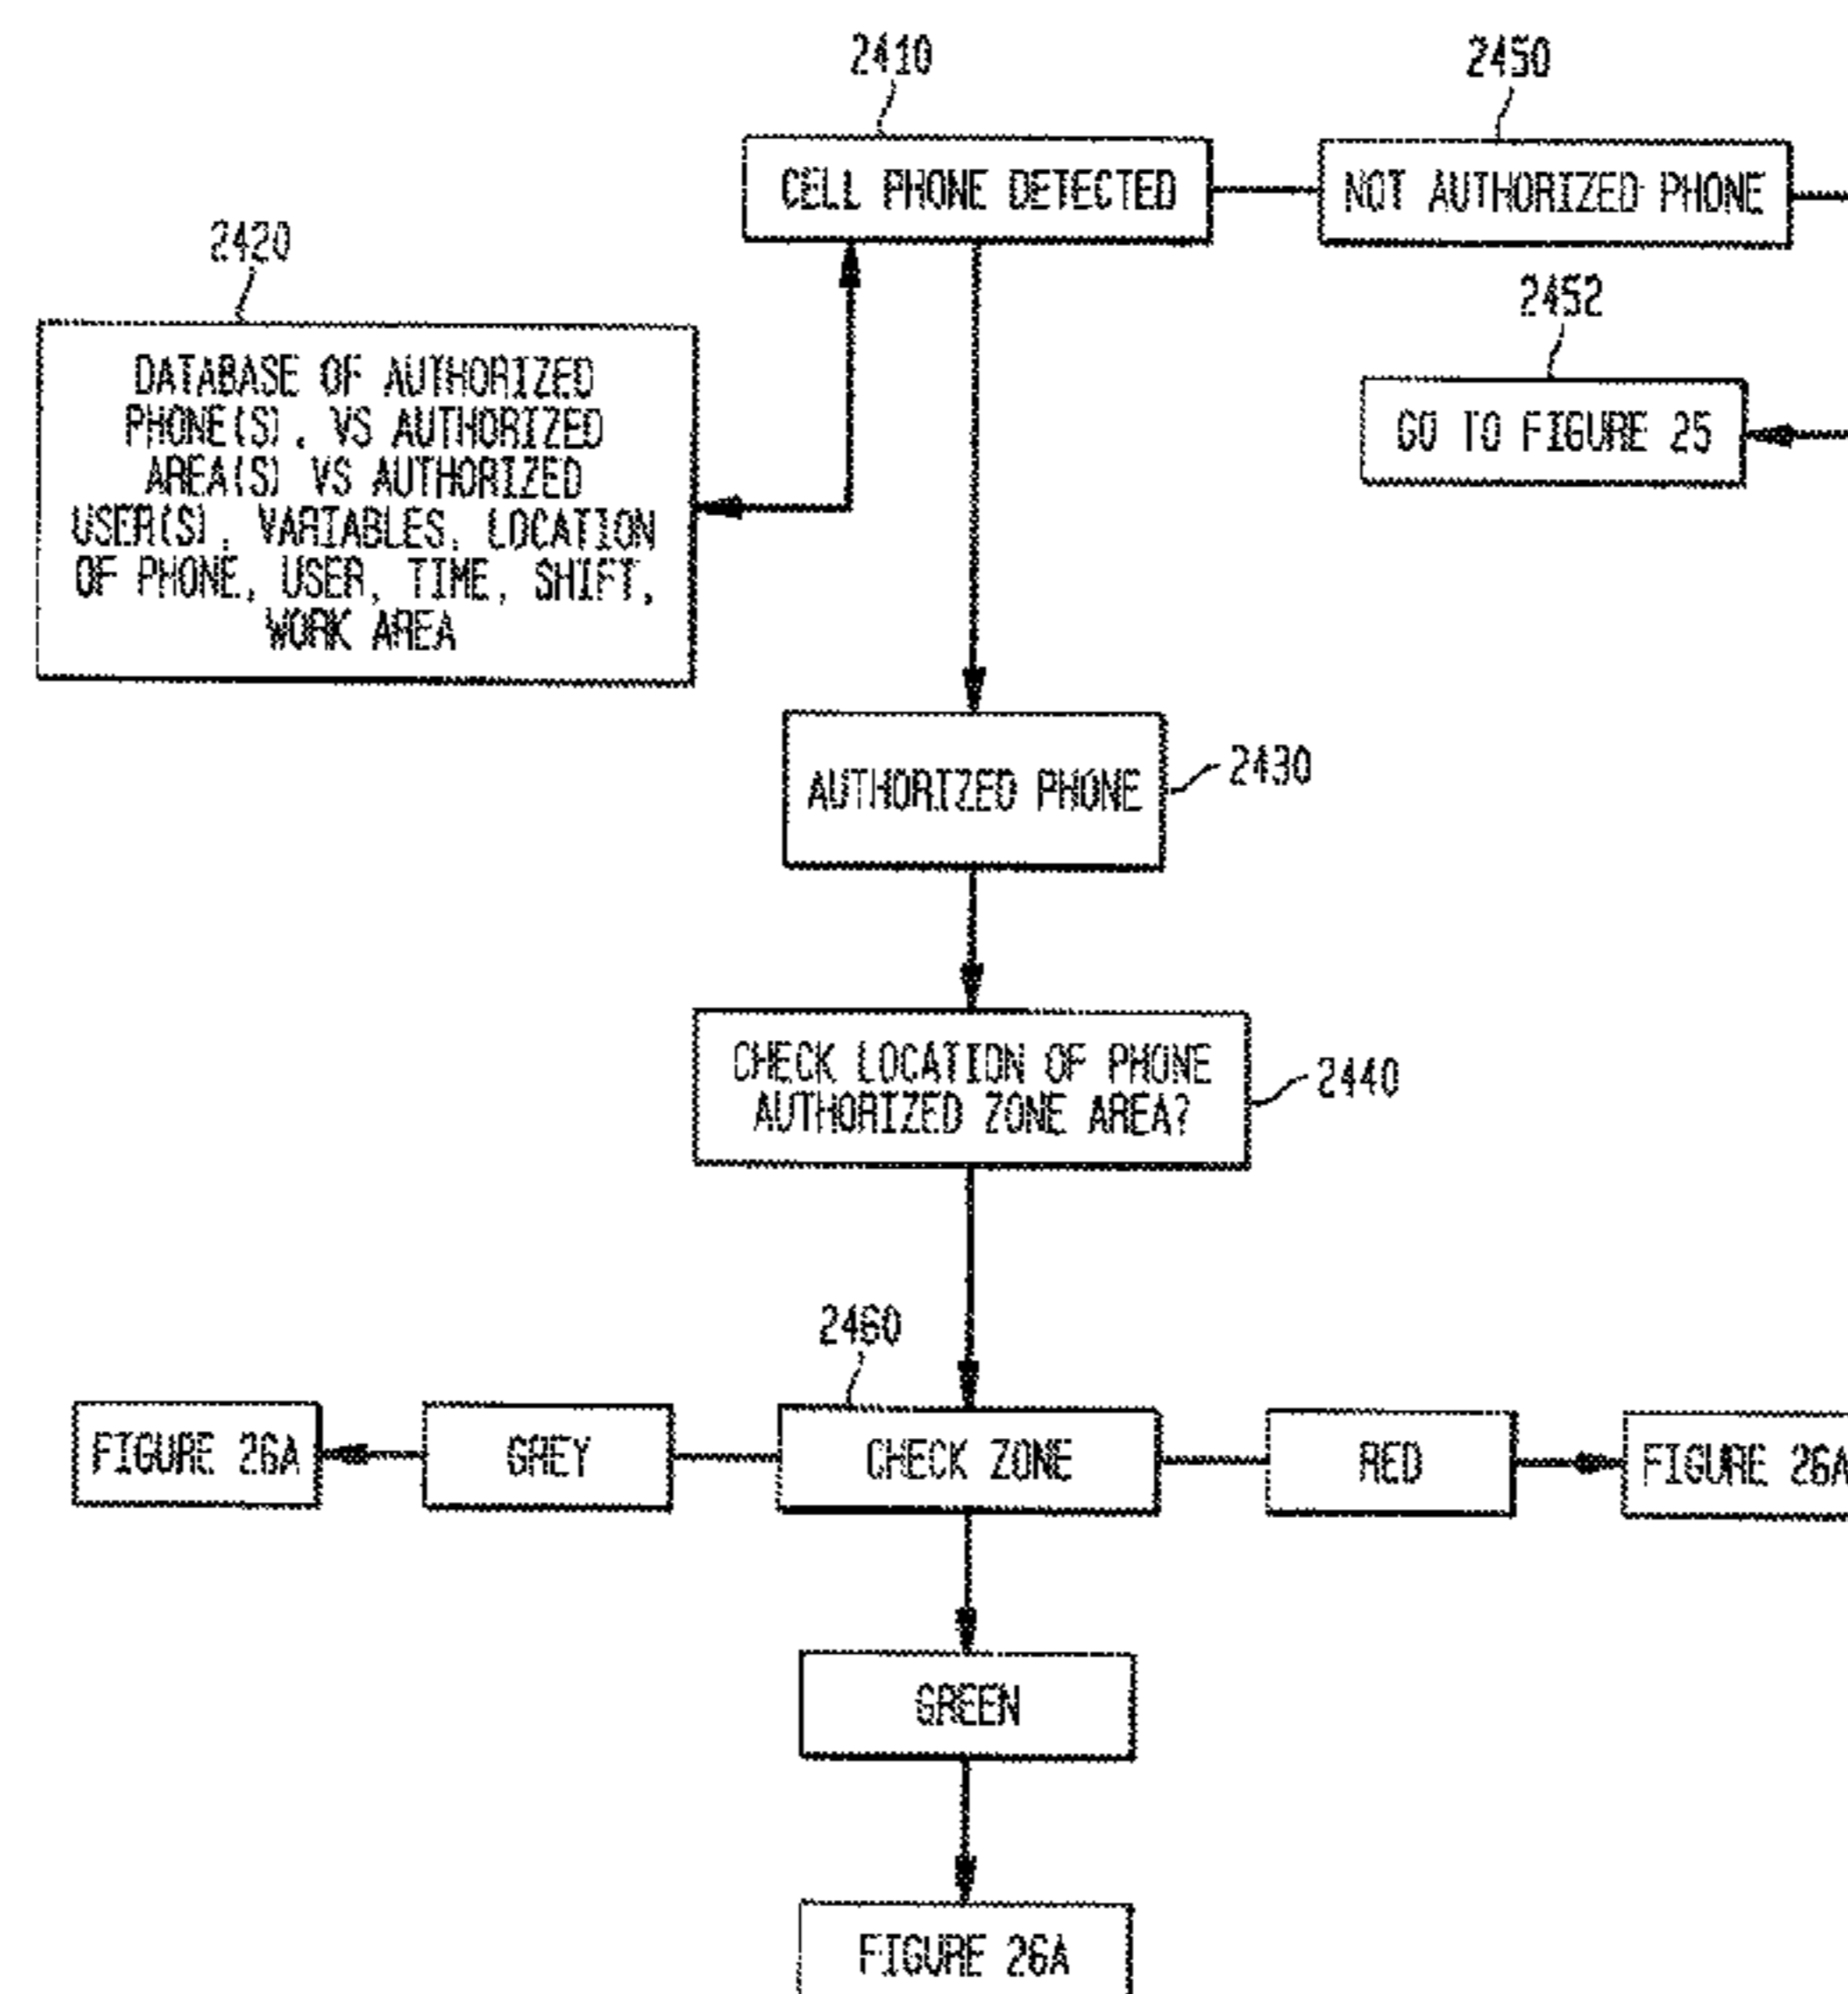 2410
2450
CELL PHONE DETECTED
NOT AUTHORIZED PHONE
2420
2452
DATABASE OF AUTHORIZED
PHONE(S), VS AUTHORIZED
AREA(S) VS AUTHORIZED
USER(S), VARIABLES, LOCATION
OF PHONE, USER, TIME, SHIFT,
WORK AREA
GO TO FIGURE 25
AUTHORIZED PHONE
2430
CHECK LOCATION OF PHONE
AUTHORIZED ZONE AREA?
2440
2460
FIGURE 26A
GREY
CHECK ZONE
RED
FIGURE 26A
GREEN
FIGURE 26A